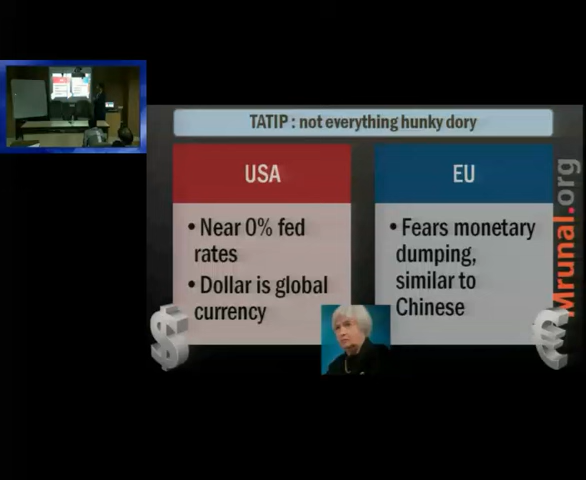 TATIP : not everything hunky dory
USA
• Near 0% fed
rates
• Dollar is global
currency
EU
• Fears monetary
dumping,
similar to
Chinese
Mrunal.org
$
€